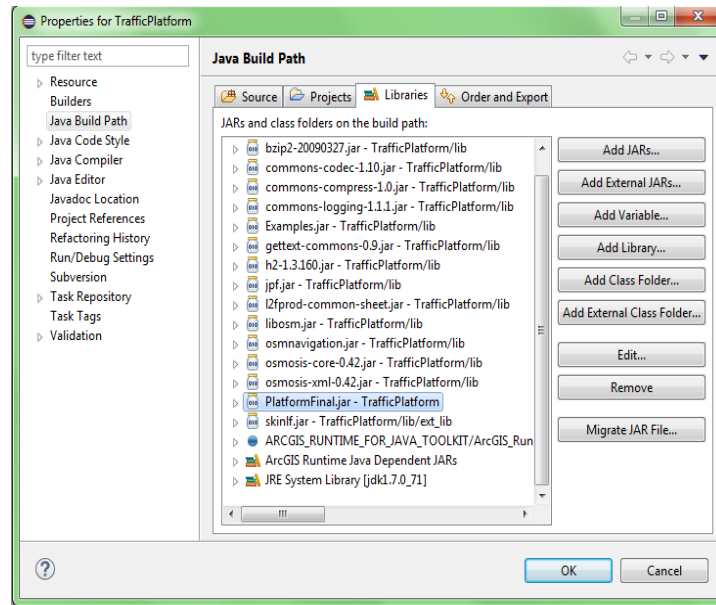 Properties for TrafficPlatform
type filter text
Resource
Builders
Java Build Path
Java Code Style
Java Compiler
Java Editor
Javadoc Location
Project References
Refactoring History
Run/Debug Settings
Subversion
Task Repository
Task Tags
Validation
Java Build Path
Source Projects Libraries Order and Export
JARs and class folders on the build path:
bzip2-20090327.jar - TrafficPlatform/lib
commons-codec-1.10.jar - TrafficPlatform/lib
commons-compress-1.0.jar - TrafficPlatform/lib
commons-logging-1.1.1.jar - TrafficPlatform/lib
Examples.jar - TrafficPlatform/lib
gettext-commons-0.9.jar - TrafficPlatform/lib
h2-1.3.160.jar - TrafficPlatform/lib
jpf.jar - TrafficPlatform/lib
l2fprod-common-sheet.jar - TrafficPlatform/lib
libosm.jar - TrafficPlatform/lib
osmnavigation.jar - TrafficPlatform/lib
osmosis-core-0.42.jar - TrafficPlatform/lib
osmosis-xml-0.42.jar - TrafficPlatform/lib
PlatformFinal.jar - TrafficPlatform
skinlf.jar - TrafficPlatform/lib/ext_lib
ARCGIS_RUNTIME_FOR_JAVA_TOOLKIT/ArcGIS_Run
ArcGIS Runtime Java Dependent JARs
JRE System Library [jdk1.7.0_71]
Add JARs...
Add External JARs...
Add Variable...
Add Library...
Add Class Folder...
Add External Class Folder...
Edit...
Remove
Migrate JAR File...
OK Cancel